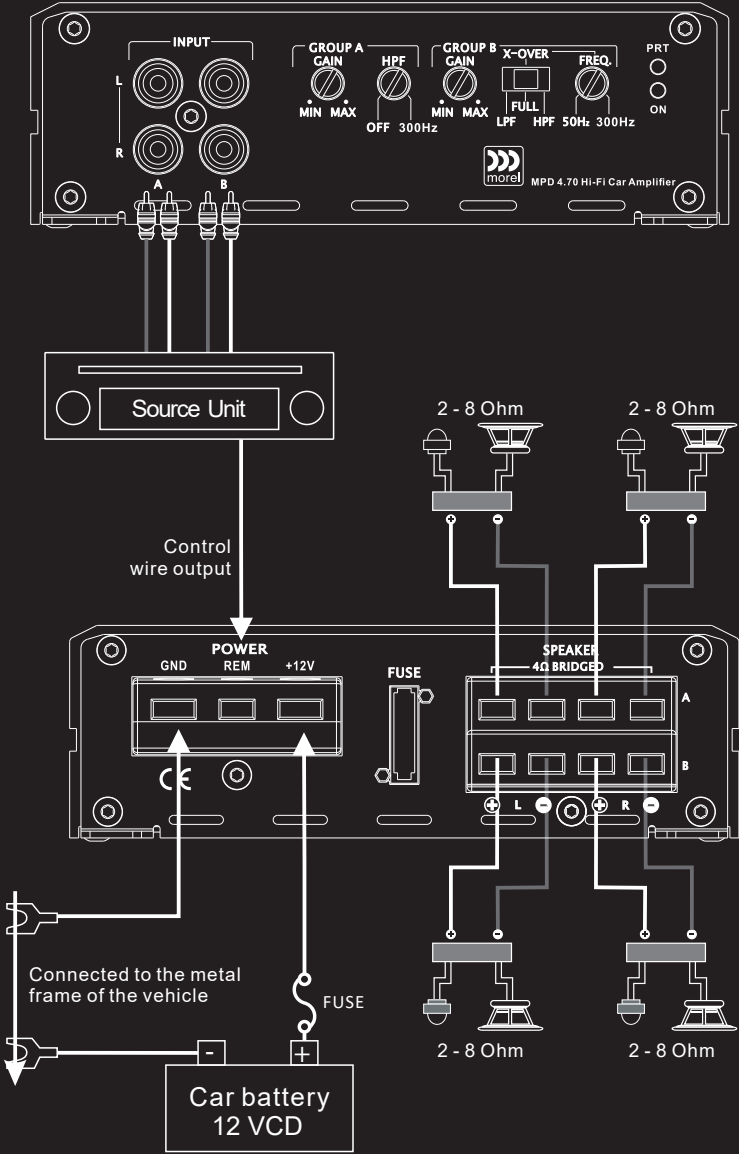 INPUT
L
R
A
B
GROUP A
GAIN
MIN MAX
HPF
OFF 300Hz
GROUP B
GAIN
MIN MAX
X-OVER
FULL
LPF HPF
FREQ.
50Hz 300Hz
PRT
ON
morel
MPD 4.70 Hi-Fi Car Amplifier
Source Unit
Control
wire output
2 - 8 Ohm
2 - 8 Ohm
+ - + -
POWER
GND REM +12V
FUSE
SPEAKER
4Ω BRIDGED
A
B
CE
+ L - + R -
+ - + -
2 - 8 Ohm
2 - 8 Ohm
Connected to the metal
frame of the vehicle
FUSE
- +
Car battery
12 VCD